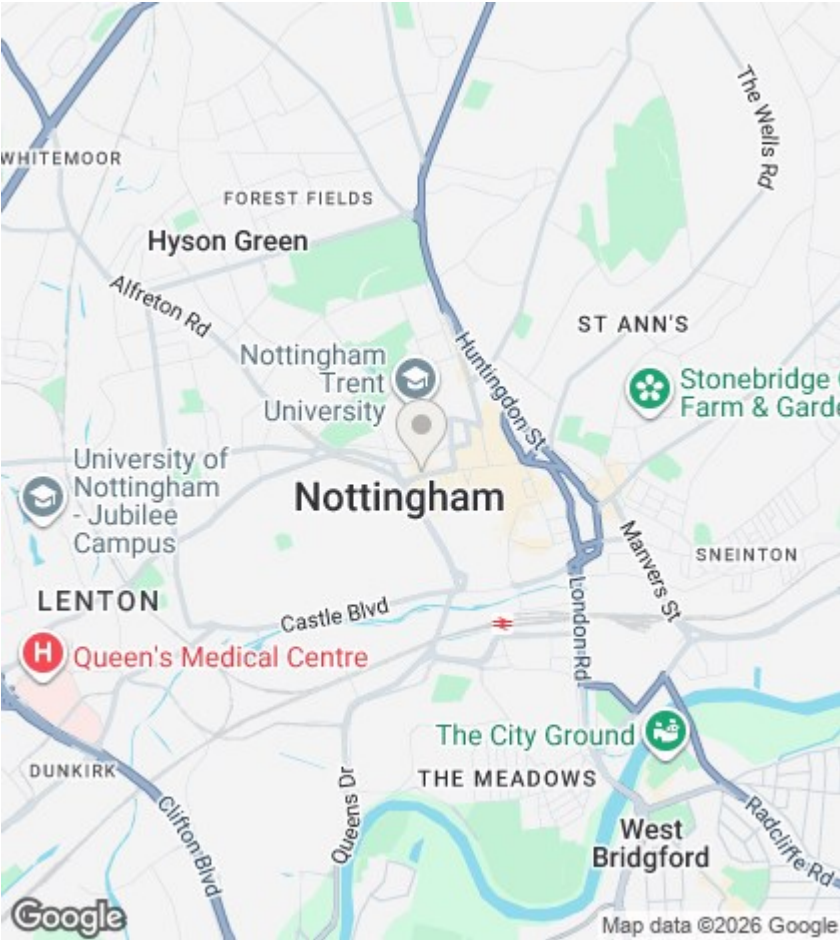 The Wells Rd
WHITEMOOR
FOREST FIELDS
Hyson Green
Alfreton Rd
ST ANN'S
Huntingdon St
Nottingham
Trent
University
Stonebridge
Farm & Garde
University of
Nottingham
- Jubilee
Campus
Nottingham
Manvers St
SNEINTON
LENTON
Castle Blvd
London Rd
H
Queen's Medical Centre
The City Ground
DUNKIRK
THE MEADOWS
Queens Dr
Clifton Blvd
West
Bridgford
Radcliffe Rd
Google
Map data ©2026 Google